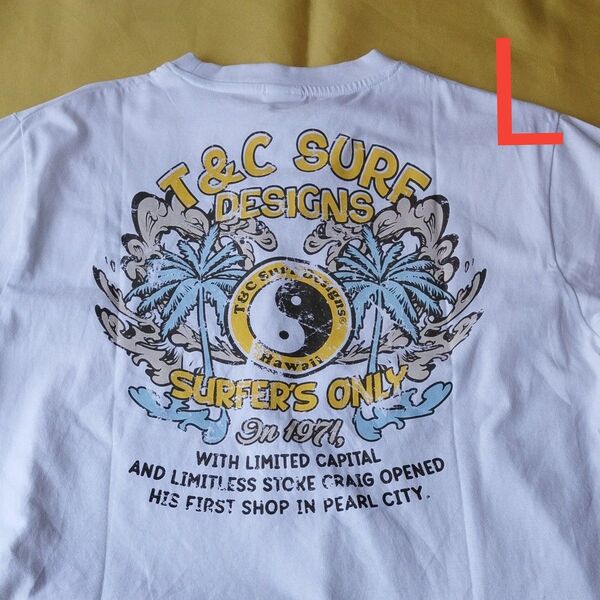 L
T&C SURF
DESIGNS
T&C Surf Designs®
Hawaii
SURFER'S ONLY
In 1971,
WITH LIMITED CAPITAL
AND LIMITLESS STOKE CRAIG OPENED
HIS FIRST SHOP IN PEARL CITY.